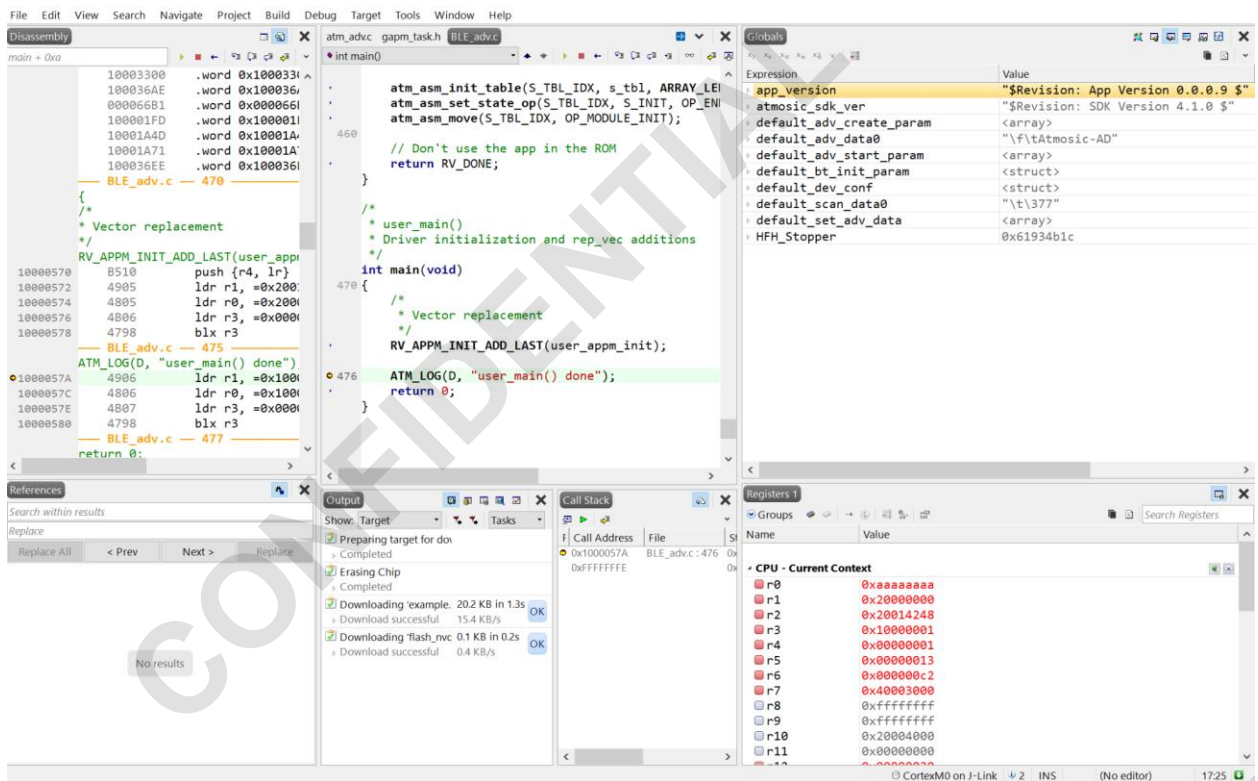 File Edit View Search Navigate Project Build Debug Target Tools Window Help
Disassembly
main + 0xa
10003300 .word 0x1000330
100036AE .word 0x100036A
000066B1 .word 0x000066B
100001FD .word 0x100001F
10001A4D .word 0x10001A4
10001A71 .word 0x10001A7
100036EE .word 0x100036E
BLE_adv.c — 470
{
/*
* Vector replacement
*/
RV_APPM_INIT_ADD_LAST(user_appm
10000570 B510 push {r4, lr}
10000572 4905 ldr r1, =0x200
10000574 4805 ldr r0, =0x200
10000576 4B06 ldr r3, =0x000
10000578 4798 blx r3
BLE_adv.c — 475
ATM_LOG(D, "user_main() done")
1000057A 4906 ldr r1, =0x100
1000057C 4806 ldr r0, =0x100
1000057E 4B07 ldr r3, =0x000
10000580 4798 blx r3
BLE_adv.c — 477
return 0;
atm_adv.c gapm_task.h BLE_adv.c
int main()
atm_asm_init_table(S_TBL_IDX, s_tbl, ARRAY_LE
atm_asm_set_state_op(S_TBL_IDX, S_INIT, OP_EN
atm_asm_move(S_TBL_IDX, OP_MODULE_INIT);
460
// Don't use the app in the ROM
return RV_DONE;
}
/*
* user_main()
* Driver initialization and rep_vec additions
*/
int main(void)
470 {
/*
* Vector replacement
*/
RV_APPM_INIT_ADD_LAST(user_appm_init);
476 ATM_LOG(D, "user_main() done");
return 0;
}
Globals
Expression Value
app_version "$Revision: App Version 0.0.0.9 $"
atmosic_sdk_ver "$Revision: SDK Version 4.1.0 $"
default_adv_create_param <array>
default_adv_data0 "\f\tAtmosic-AD"
default_adv_start_param <array>
default_bt_init_param <struct>
default_dev_conf <struct>
default_scan_data0 "\t\377"
default_set_adv_data <array>
HFH_Stopper 0x61934b1c
References
Search within results
Replace
Replace All < Prev Next > Replace
No results
Output
Show: Target Tasks
Preparing target for dov
Completed
Erasing Chip
Completed
Downloading 'example. 20.2 KB in 1.3s OK
Download successful 15.4 KB/s
Downloading 'flash_nvc 0.1 KB in 0.2s OK
Download successful 0.4 KB/s
Call Stack
F Call Address File St
0x1000057A BLE_adv.c : 476 0x
0xFFFFFFFE 0x
Registers 1
Groups Search Registers
Name Value
CPU - Current Context
r0 0xaaaaaaaa
r1 0x20000000
r2 0x20014248
r3 0x10000001
r4 0x00000001
r5 0x00000013
r6 0x000000c2
r7 0x40003000
r8 0xffffffff
r9 0xffffffff
r10 0x20004000
r11 0x00000000
CortexM0 on J-Link 2 INS (No editor) 17:25
CONFIDENTIAL